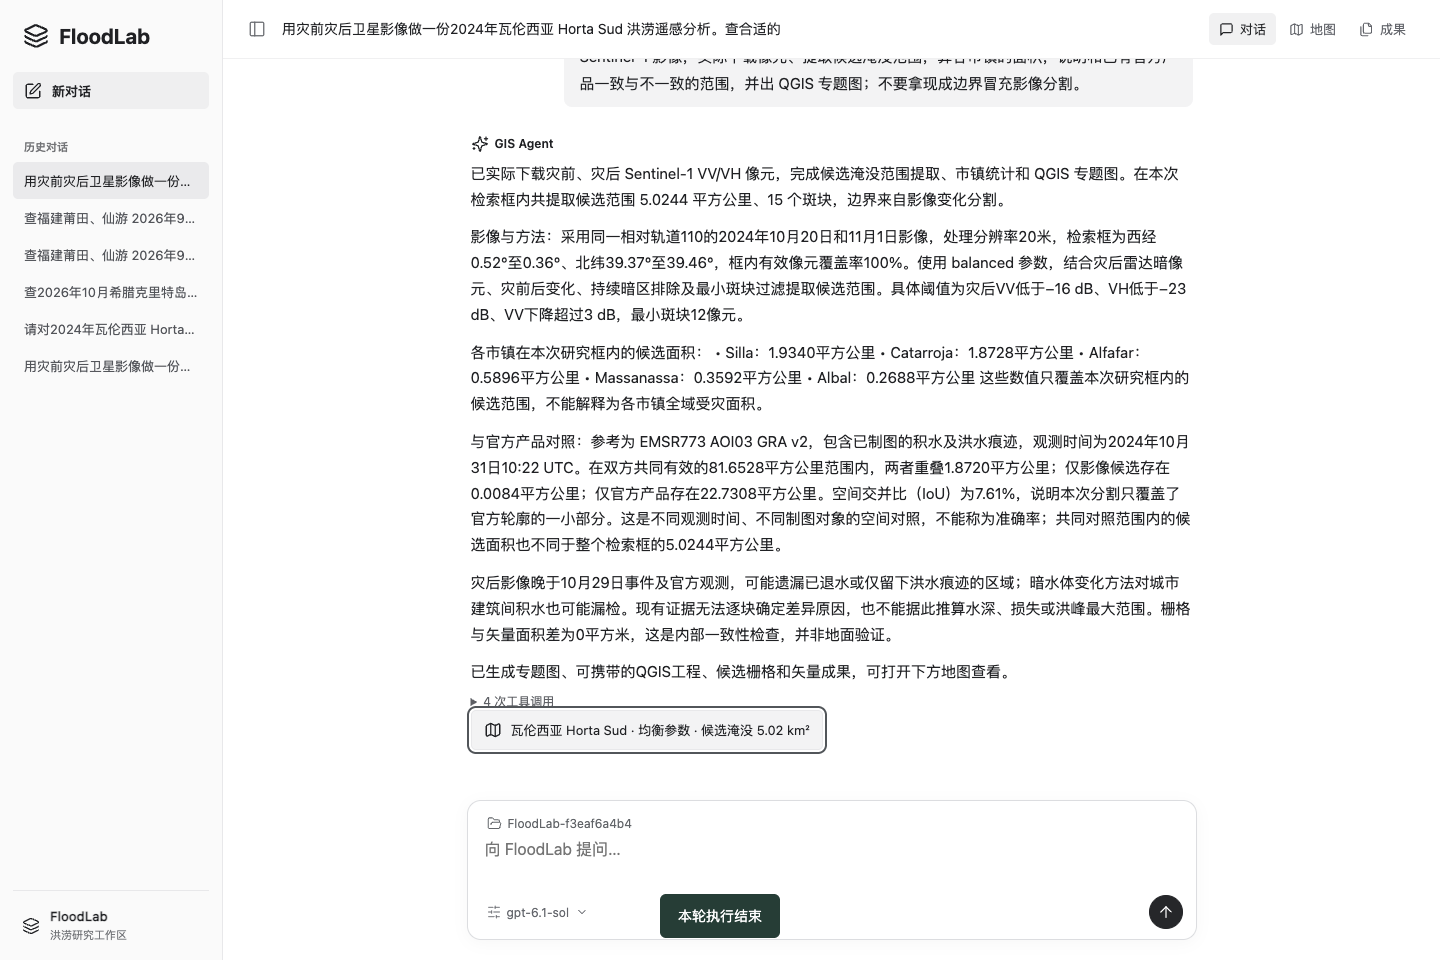 FloodLab
新对话
历史对话
用灾前灾后卫星影像做一份...
查福建莆田、仙游 2026年9...
查福建莆田、仙游 2026年9...
查2026年10月希腊克里特岛...
请对2024年瓦伦西亚 Horta...
用灾前灾后卫星影像做一份...
FloodLab
洪涝研究工作区
用灾前灾后卫星影像做一份2024年瓦伦西亚 Horta Sud 洪涝遥感分析。查合适的
对话
地图
成果
品一致与不一致的范围，并出 QGIS 专题图；不要拿现成边界冒充影像分割。
GIS Agent
已实际下载灾前、灾后 Sentinel-1 VV/VH 像元，完成候选淹没范围提取、市镇统计和 QGIS 专题图。在本次
检索框内共提取候选范围 5.0244 平方公里、15 个斑块，边界来自影像变化分割。
影像与方法：采用同一相对轨道110的2024年10月20日和11月1日影像，处理分辨率20米，检索框为西经
0.52°至0.36°、北纬39.37°至39.46°，框内有效像元覆盖率100%。使用 balanced 参数，结合灾后雷达暗像
元、灾前后变化、持续暗区排除及最小斑块过滤提取候选范围。具体阈值为灾后VV低于−16 dB、VH低于−23
dB、VV下降超过3 dB，最小斑块12像元。
各市镇在本次研究框内的候选面积： • Silla：1.9340平方公里 • Catarroja：1.8728平方公里 • Alfafar：
0.5896平方公里 • Massanassa：0.3592平方公里 • Albal：0.2688平方公里 这些数值只覆盖本次研究框内的
候选范围，不能解释为各市镇全域受灾面积。
与官方产品对照：参考为 EMSR773 AOI03 GRA v2，包含已制图的积水及洪水痕迹，观测时间为2024年10月
31日10:22 UTC。在双方共同有效的81.6528平方公里范围内，两者重叠1.8720平方公里；仅影像候选存在
0.0084平方公里；仅官方产品存在22.7308平方公里。空间交并比（IoU）为7.61%，说明本次分割只覆盖了
官方轮廓的一小部分。这是不同观测时间、不同制图对象的空间对照，不能称为准确率；共同对照范围内的候
选面积也不同于整个检索框的5.0244平方公里。
灾后影像晚于10月29日事件及官方观测，可能遗漏已退水或仅留下洪水痕迹的区域；暗水体变化方法对城市
建筑间积水也可能漏检。现有证据无法逐块确定差异原因，也不能据此推算水深、损失或洪峰最大范围。栅格
与矢量面积差为0平方米，这是内部一致性检查，并非地面验证。
已生成专题图、可携带的QGIS工程、候选栅格和矢量成果，可打开下方地图查看。
4 次工具调用
瓦伦西亚 Horta Sud · 均衡参数 · 候选淹没 5.02 km²
FloodLab-f3eaf6a4b4
向 FloodLab 提问...
gpt-6.1-sol
本轮执行结束